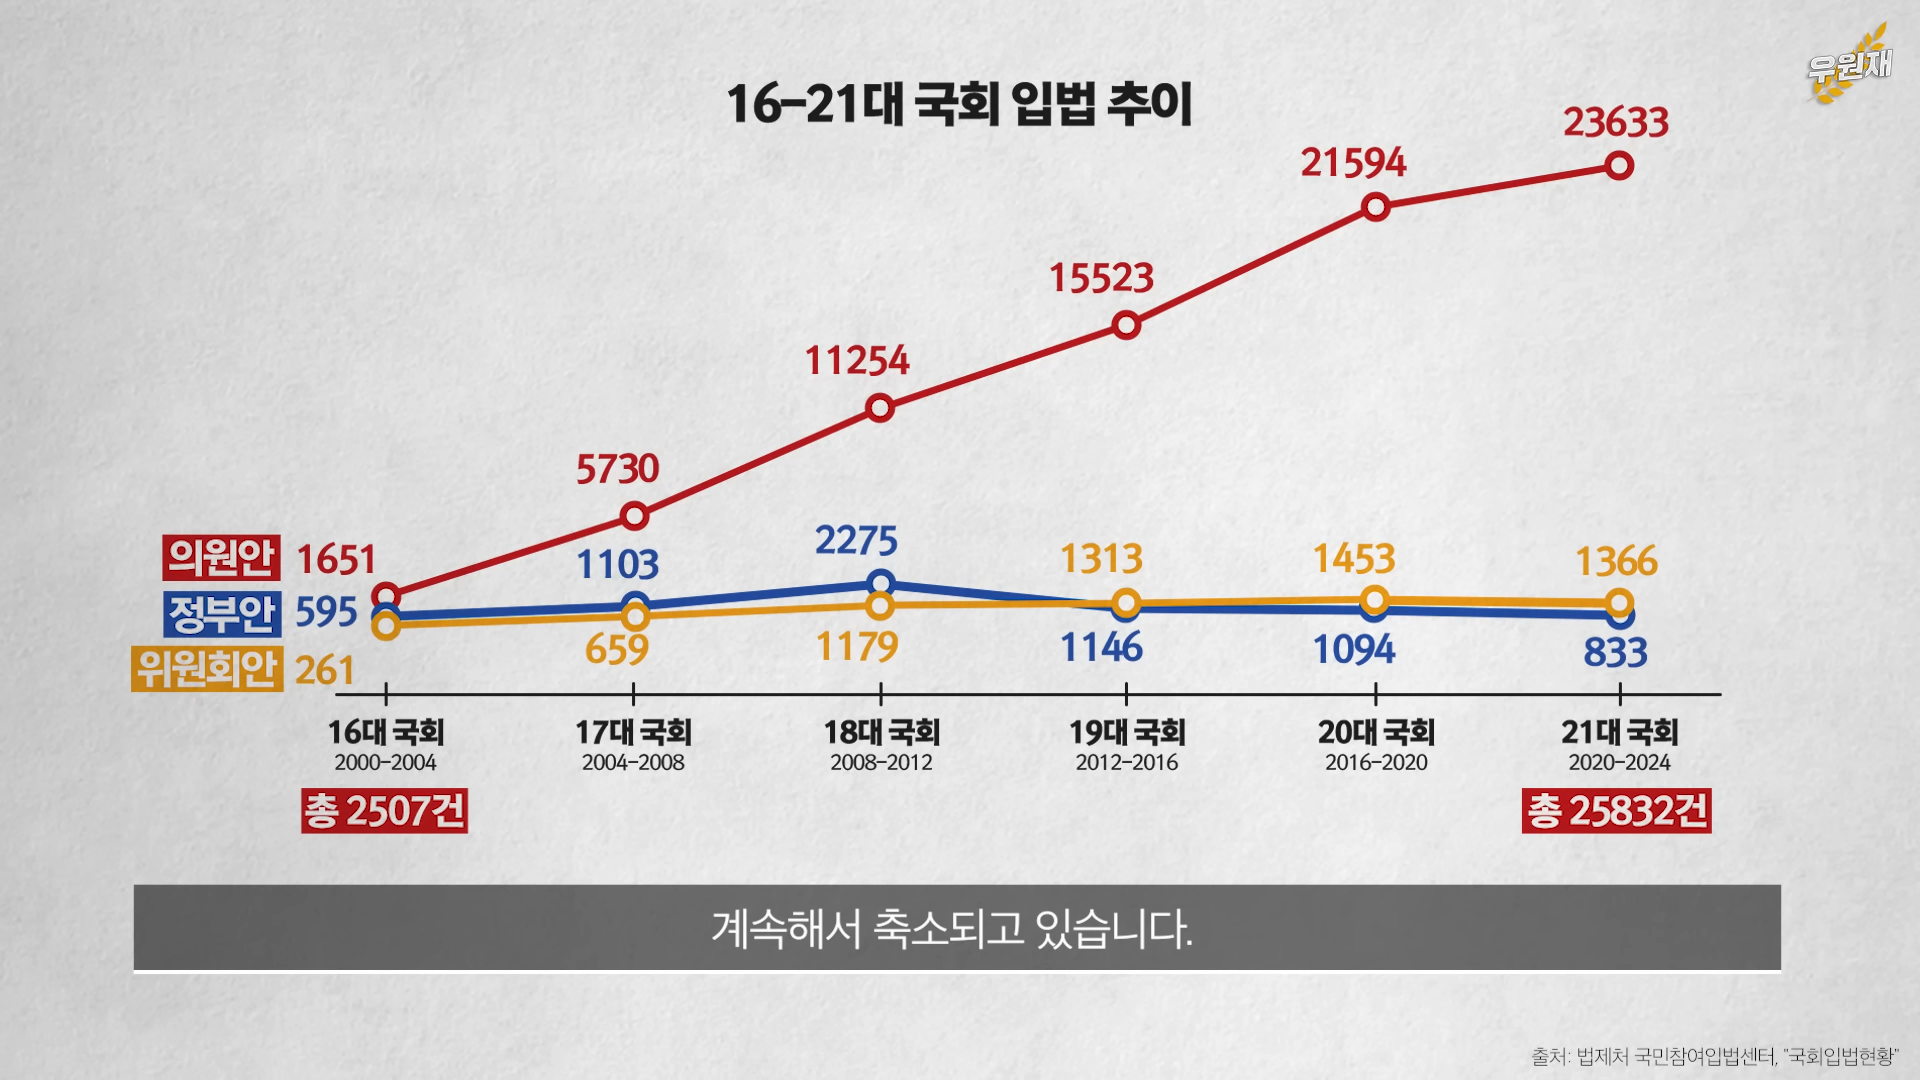 우원재
16-21대 국회 입법 추이
23633
21594
15523
11254
5730
의원안 1651
1103
2275
1313
1453
1366
정부안 595
659
1179
1146
1094
833
위원회안 261
16대 국회
2000-2004
17대 국회
2004-2008
18대 국회
2008-2012
19대 국회
2012-2016
20대 국회
2016-2020
21대 국회
2020-2024
총 2507건
총 25832건
계속해서 축소되고 있습니다.
출처: 법제처 국민참여입법센터, "국회입법현황"